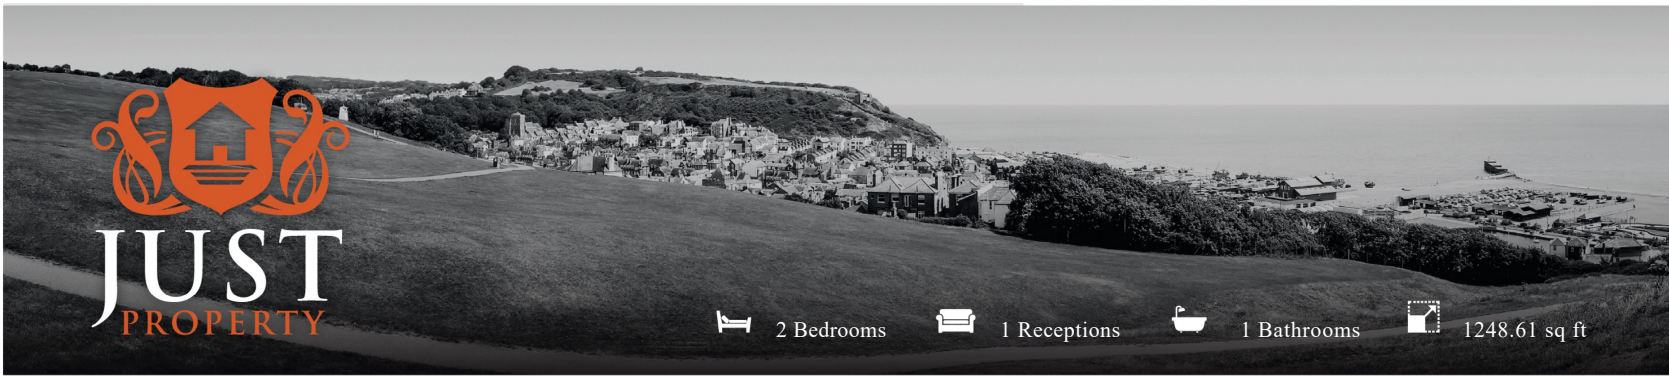 JUST
PROPERTY
2 Bedrooms
1 Receptions
1 Bathrooms
1248.61 sq ft